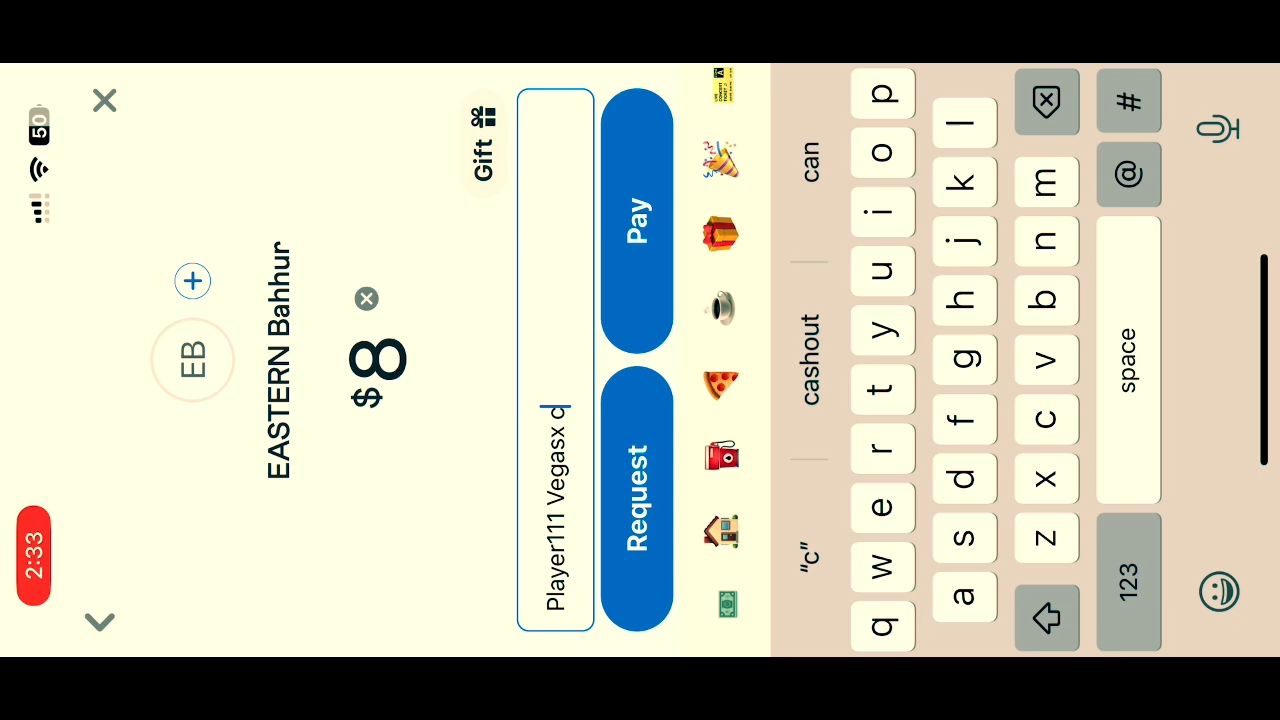 2:33
50
EB
+
EASTERN Bahhur
$8
Gift
Player111 Vegasx c
Request
Pay
“c”
cashout
can
q w e r t y u i o p
a s d f g h j k l
z x c v b n m
123
space
@
#